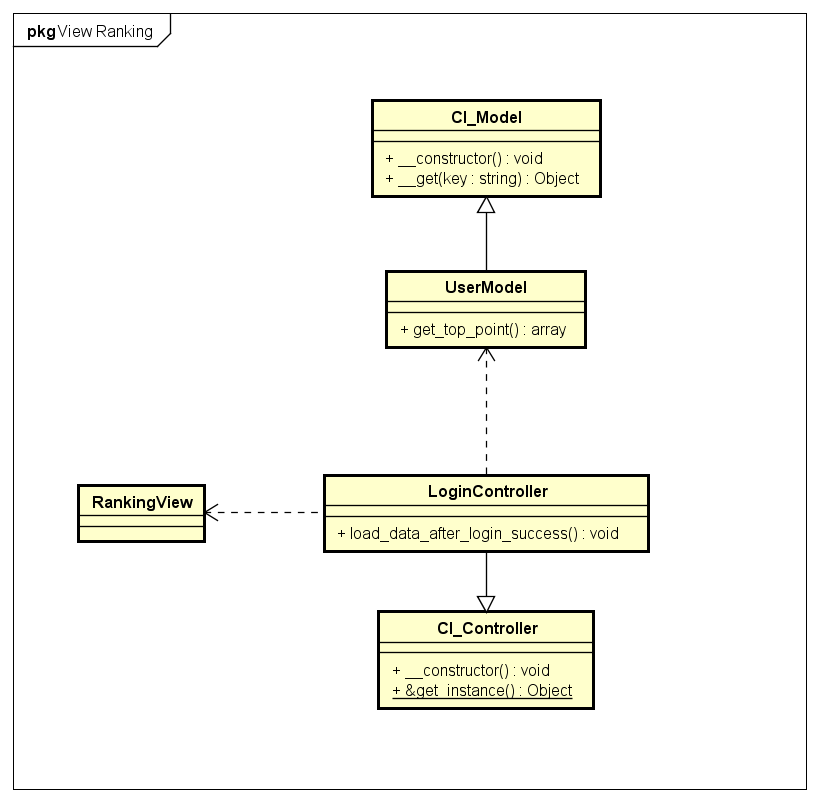 pkg View Ranking
CI_Model
+ __constructor() : void
+ __get(key : string) : Object
UserModel
+ get_top_point() : array
RankingView
LoginController
+ load_data_after_login_success() : void
CI_Controller
+ __constructor() : void
+ &get_instance() : Object